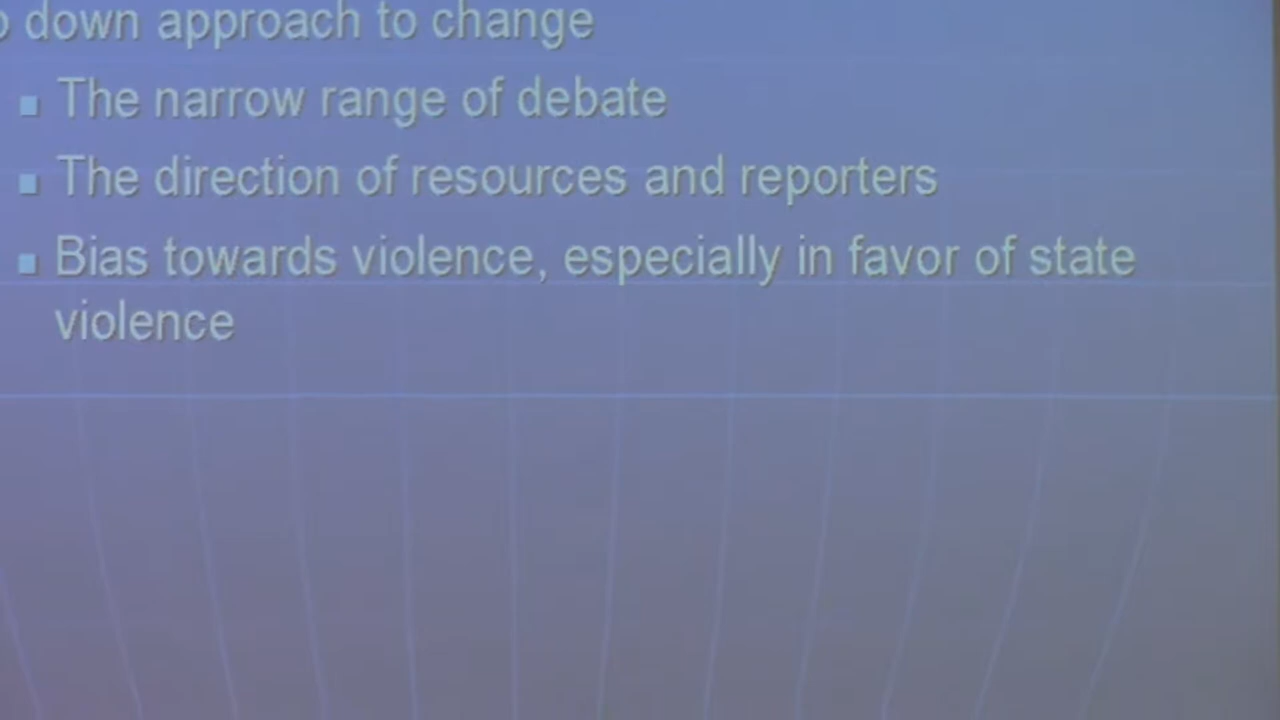 down approach to change
The narrow range of debate
The direction of resources and reporters
Bias towards violence, especially in favor of state
violence